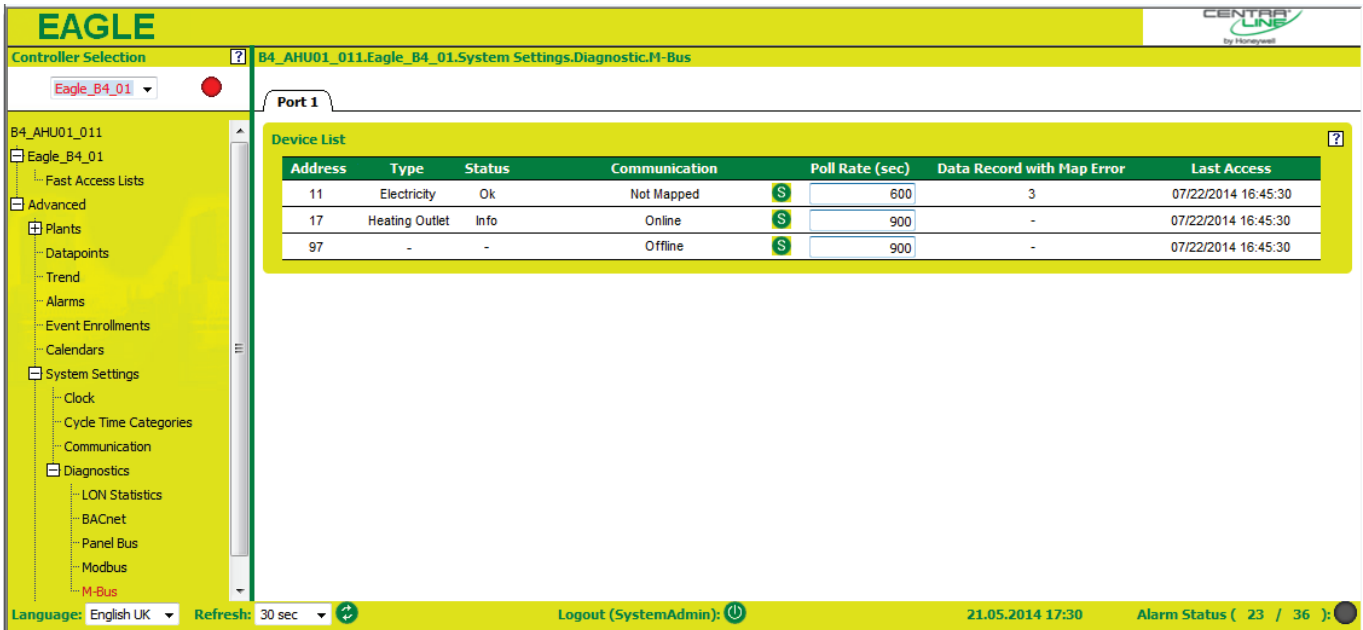 EAGLE
CENTRA
LINE
by Honeywell
Controller Selection ?
B4_AHU01_011.Eagle_B4_01.System Settings.Diagnostic.M-Bus
Eagle_B4_01
Port 1
B4_AHU01_011
Eagle_B4_01
Fast Access Lists
Advanced
Plants
Datapoints
Trend
Alarms
Event Enrollments
Calendars
System Settings
Clock
Cycle Time Categories
Communication
Diagnostics
LON Statistics
BACnet
Panel Bus
Modbus
M-Bus
Device List ?
Address Type Status Communication Poll Rate (sec) Data Record with Map Error Last Access
11 Electricity Ok Not Mapped S 600 3 07/22/2014 16:45:30
17 Heating Outlet Info Online S 900 - 07/22/2014 16:45:30
97 - - Offline S 900 - 07/22/2014 16:45:30
Language: English UK Refresh: 30 sec Logout (SystemAdmin): 21.05.2014 17:30 Alarm Status ( 23 / 36 ):